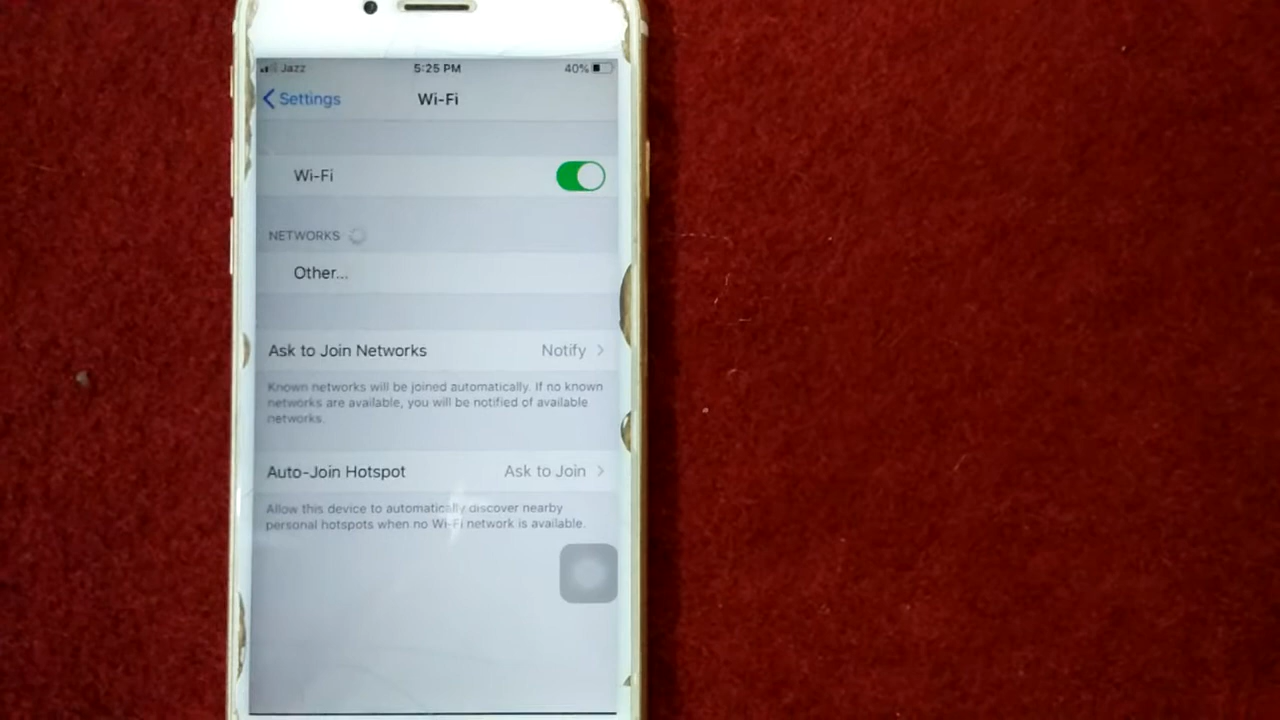 Jazz 5:25 PM 40%
Settings Wi-Fi
Wi-Fi
NETWORKS
Other...
Ask to Join Networks Notify
Known networks will be joined automatically. If no known
networks are available, you will be notified of available
networks.
Auto-Join Hotspot Ask to Join
Allow this device to automatically discover nearby
personal hotspots when no Wi-Fi network is available.